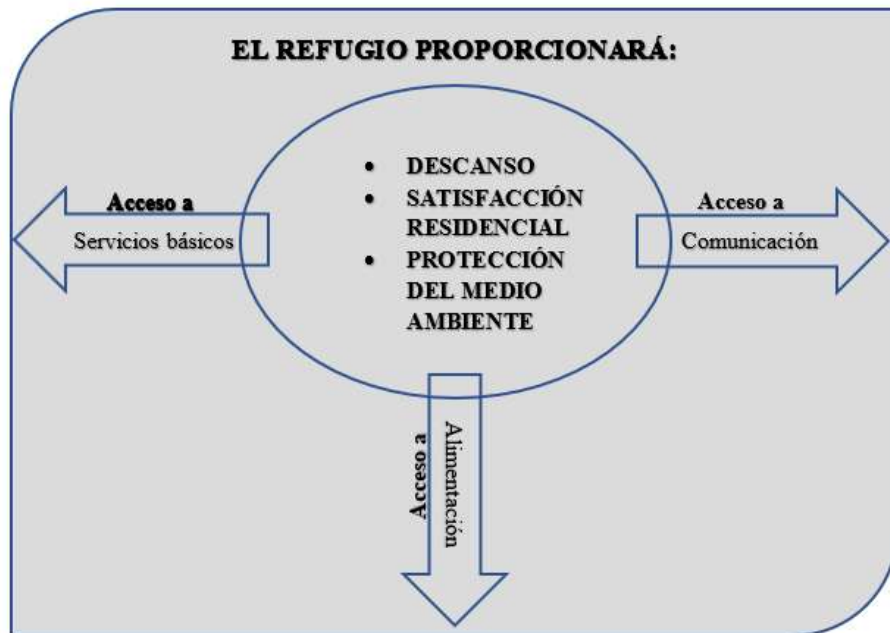 EL REFUGIO PROPORCIONARÁ:
• DESCANSO
• SATISFACCIÓN
RESIDENCIAL
• PROTECCIÓN
DEL MEDIO
AMBIENTE
Acceso a
Servicios básicos
Acceso a
Comunicación
Acceso a
Alimentación